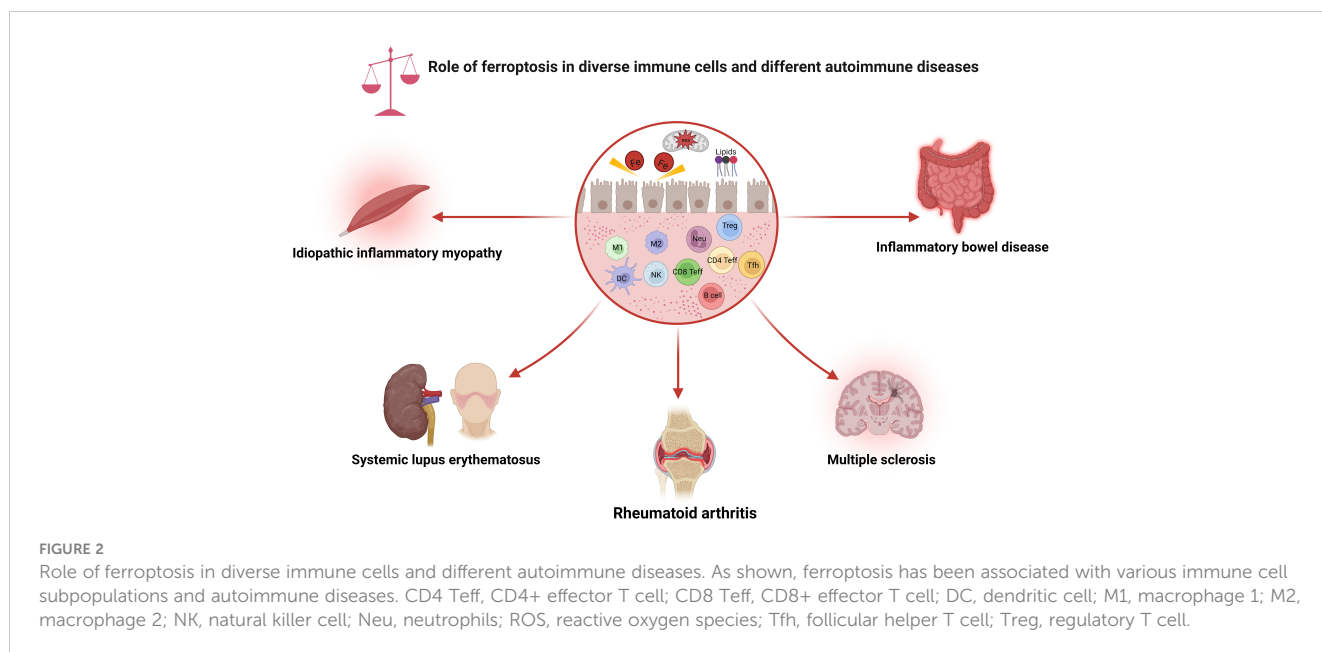 Role of ferroptosis in diverse immune cells and different autoimmune diseases
ROS
Fe
Fe
Lipids
Idiopathic inflammatory myopathy
Inflammatory bowel disease
Treg
Neu
M1
M2
CD4 Teff
Tfh
DC
NK
CD8 Teff
B cell
Systemic lupus erythematosus
Multiple sclerosis
Rheumatoid arthritis
FIGURE 2
Role of ferroptosis in diverse immune cells and different autoimmune diseases. As shown, ferroptosis has been associated with various immune cell
subpopulations and autoimmune diseases. CD4 Teff, CD4+ effector T cell; CD8 Teff, CD8+ effector T cell; DC, dendritic cell; M1, macrophage 1; M2,
macrophage 2; NK, natural killer cell; Neu, neutrophils; ROS, reactive oxygen species; Tfh, follicular helper T cell; Treg, regulatory T cell.